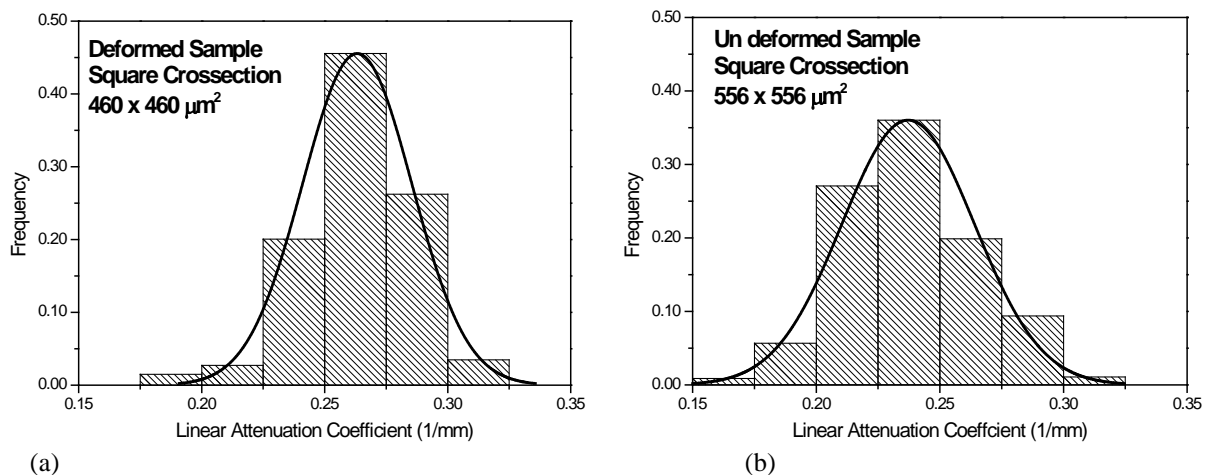 0.50
0.40
0.30
0.20
0.10
0.00
Frequency
Deformed Sample
Square Crossection
460 x 460 μm²
0.15 0.20 0.25 0.30 0.35
Linear Attenuation Coefficient (1/mm)
(a)
0.50
0.40
0.30
0.20
0.10
0.00
Frequency
Un deformed Sample
Square Crossection
556 x 556 μm²
0.15 0.20 0.25 0.30 0.35
Linear Attenuation Coeffcient (1/mm)
(b)